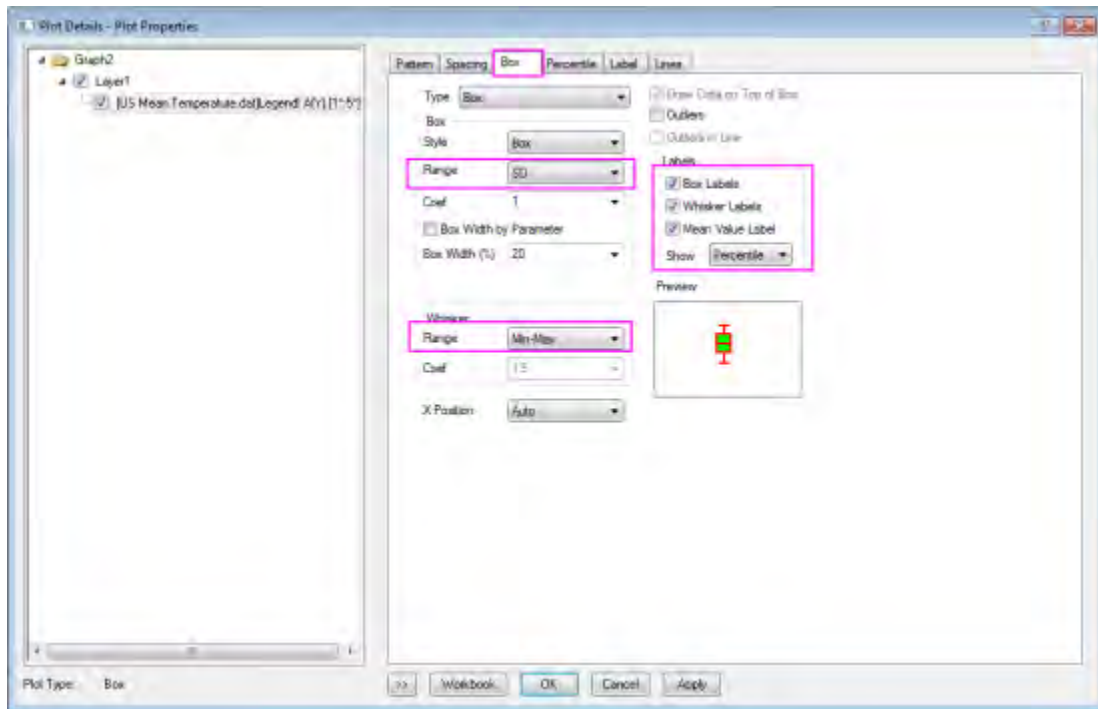 Plot Details - Plot Properties
Graph2
Layer1
[US Mean Temperature.dat]Legend! A(Y) [1*:5*]
Pattern Spacing Box Percentile Label Lines
Type Box
Draw Data on Top of Box
Box
Outliers
Style Box
Outliers in Line
Range SD
Labels
Box Labels
Coef 1
Whisker Labels
Box Width by Parameter
Mean Value Label
Box Width (%) 20
Show Percentile
Preview
Whisker
Range Min-Max
Coef 1.5
X Position Auto
Plot Type: Box
>> Workbook OK Cancel Apply